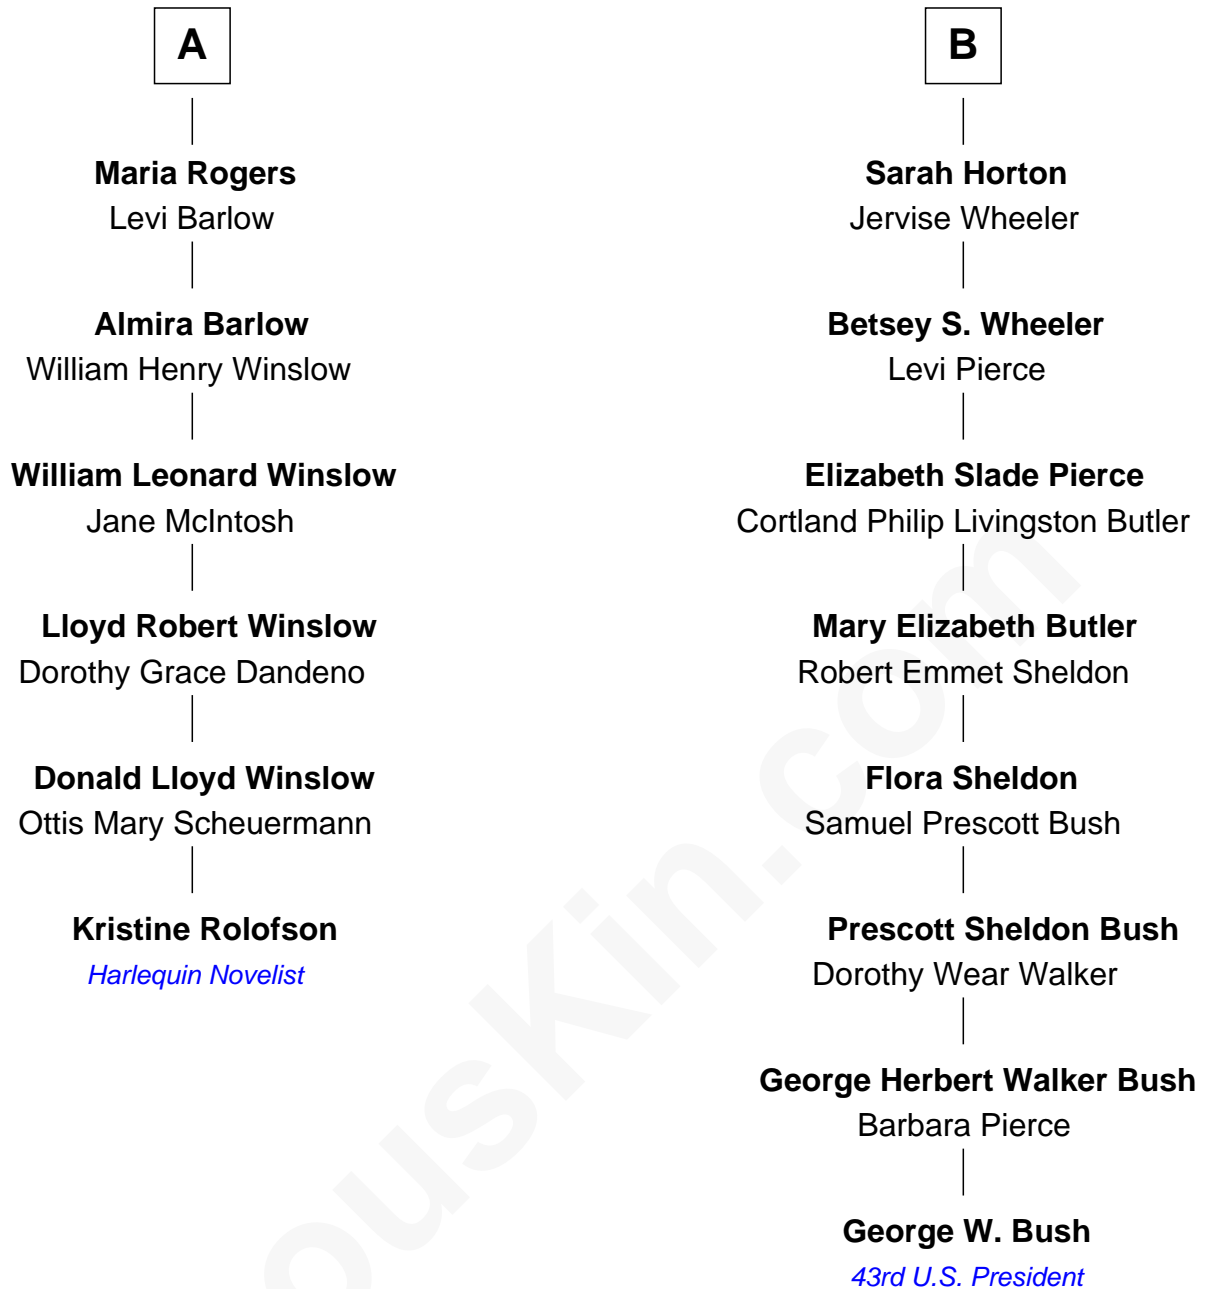 A
Maria Rogers
Levi Barlow
Almira Barlow
William Henry Winslow
William Leonard Winslow
Jane McIntosh
Lloyd Robert Winslow
Dorothy Grace Dandeno
Donald Lloyd Winslow
Ottis Mary Scheuermann
Kristine Rolofson
Harlequin Novelist
B
Sarah Horton
Jervise Wheeler
Betsey S. Wheeler
Levi Pierce
Elizabeth Slade Pierce
Cortland Philip Livingston Butler
Mary Elizabeth Butler
Robert Emmet Sheldon
Flora Sheldon
Samuel Prescott Bush
Prescott Sheldon Bush
Dorothy Wear Walker
George Herbert Walker Bush
Barbara Pierce
George W. Bush
43rd U.S. President
ousKin.com